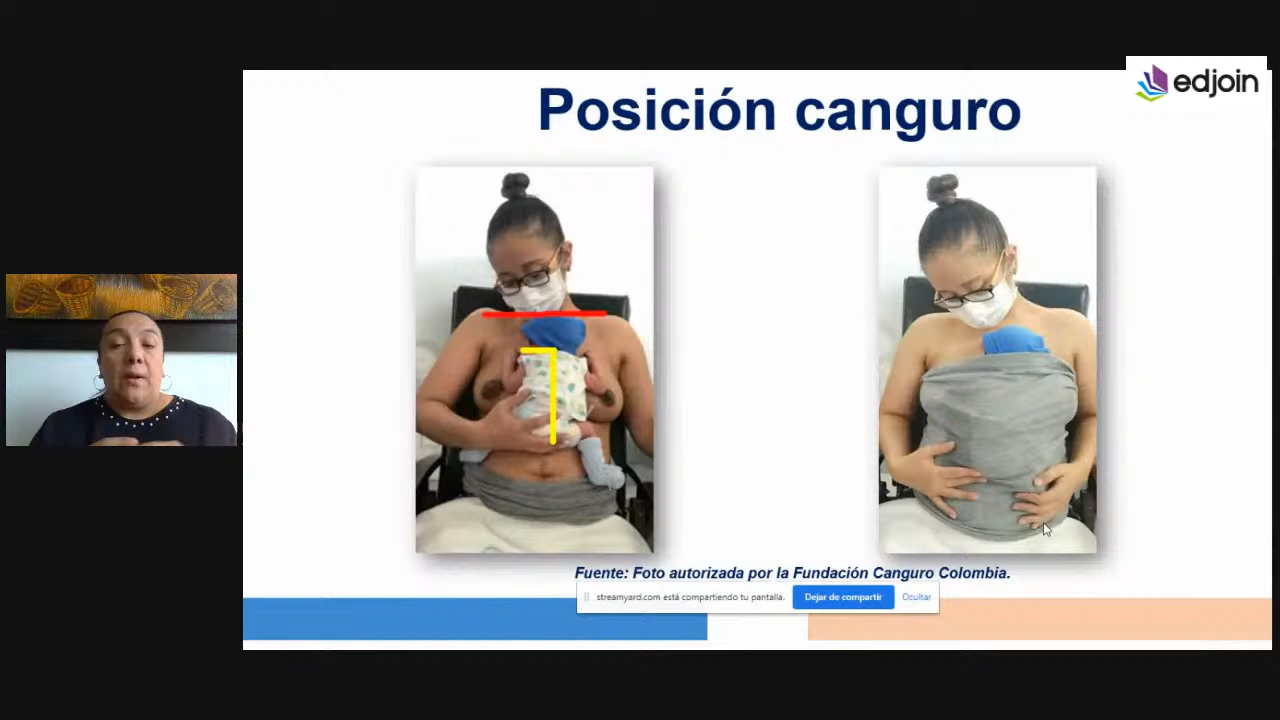 edjoin
Posición canguro
Fuente: Foto autorizada por la Fundación Canguro Colombia.
streamyard.com está compartiendo tu pantalla. Dejar de compartir Ocultar